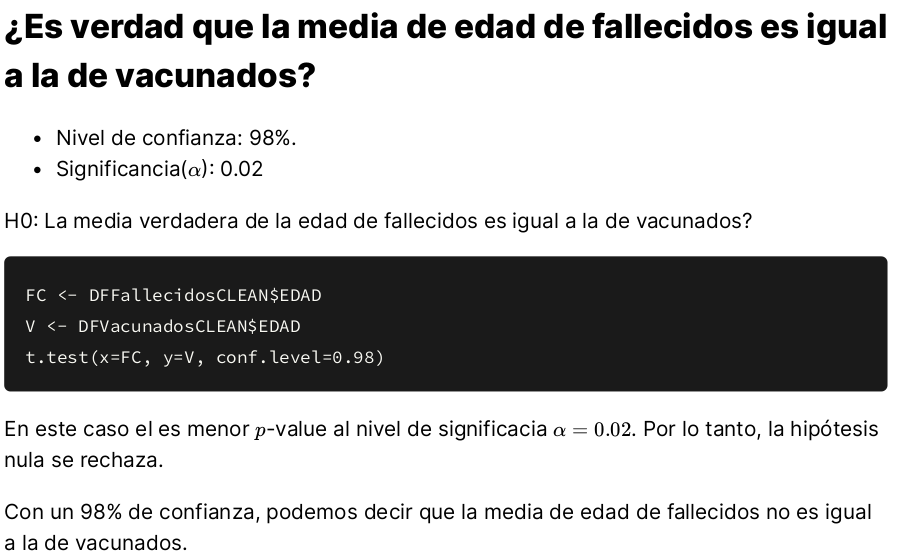 ¿Es verdad que la media de edad de fallecidos es igual
a la de vacunados?
• Nivel de confianza: 98%.
• Significancia(α): 0.02
H0: La media verdadera de la edad de fallecidos es igual a la de vacunados?
FC <- DFFallecidosCLEAN$EDAD
V <- DFVacunadosCLEAN$EDAD
t.test(x=FC, y=V, conf.level=0.98)
En este caso el es menor p-value al nivel de significacia α = 0.02. Por lo tanto, la hipótesis
nula se rechaza.
Con un 98% de confianza, podemos decir que la media de edad de fallecidos no es igual
a la de vacunados.